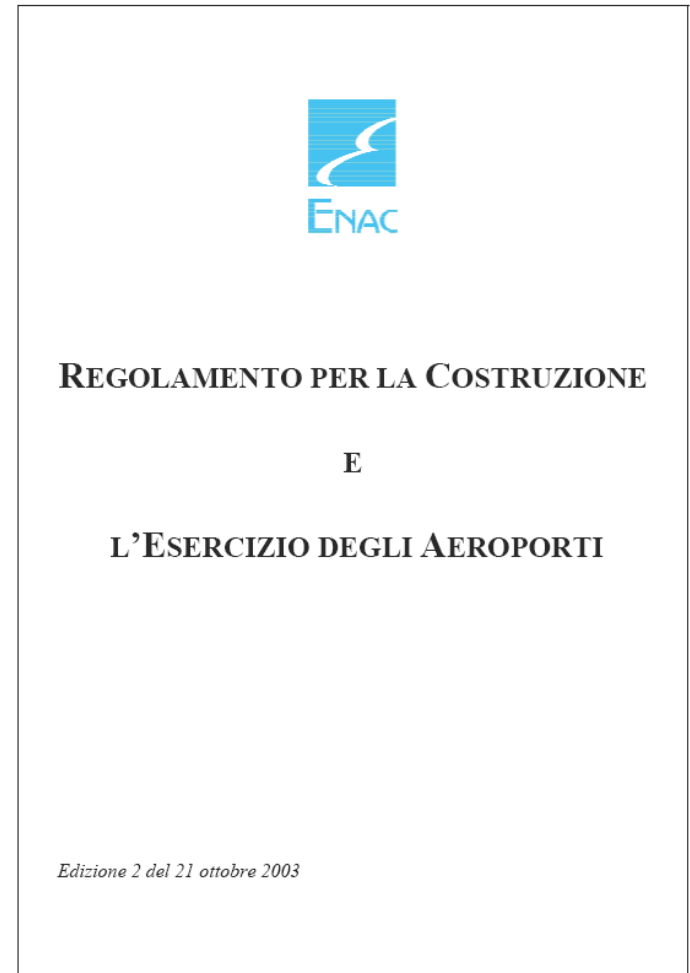 ENAC
REGOLAMENTO PER LA COSTRUZIONE
E
L'ESERCIZIO DEGLI AEROPORTI
Edizione 2 del 21 ottobre 2003